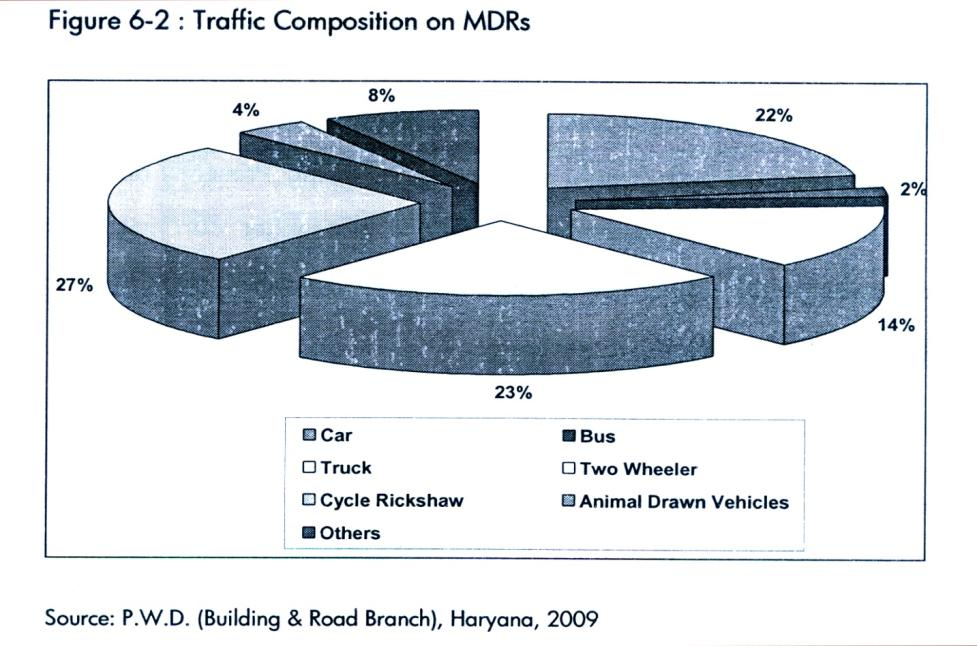 Figure 6-2 : Traffic Composition on MDRs
8%
4%
22%
2%
27%
14%
23%
Car
Bus
Truck
Two Wheeler
Cycle Rickshaw
Animal Drawn Vehicles
Others
Source: P.W.D. (Building & Road Branch), Haryana, 2009